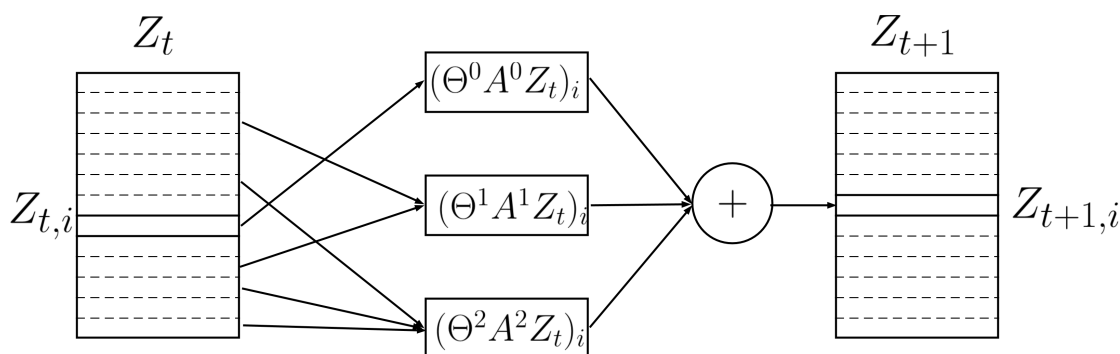 Z_t
Z_{t+1}
(Θ^0 A^0 Z_t)_i
Z_{t,i}
(Θ^1 A^1 Z_t)_i
+
Z_{t+1,i}
(Θ^2 A^2 Z_t)_i